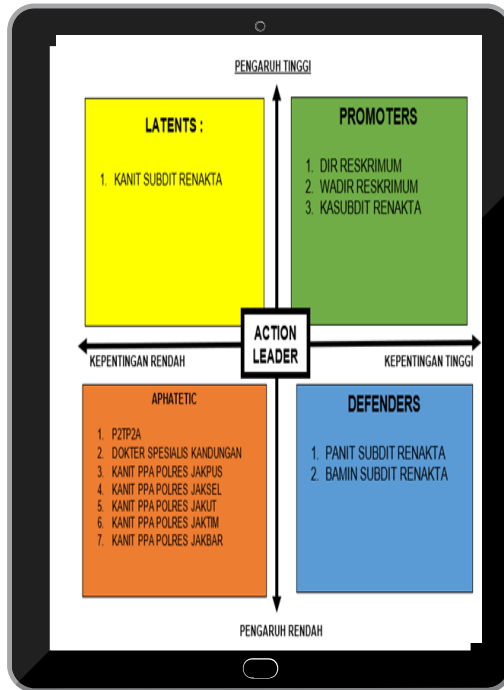 PENGARUH TINGGI
LATENTS :
1. KANIT SUBDIT RENAKTA
PROMOTERS
1. DIR RESKRIMUM
2. WADIR RESKRIMUM
3. KASUBDIT RENAKTA
ACTION
LEADER
KEPENTINGAN RENDAH
KEPENTINGAN TINGGI
APHATETIC
1. P2TP2A
2. DOKTER SPESIALIS KANDUNGAN
3. KANIT PPA POLRES JAKPUS
4. KANIT PPA POLRES JAKSEL
5. KANIT PPA POLRES JAKUT
6. KANIT PPA POLRES JAKTIM
7. KANIT PPA POLRES JAKBAR
DEFENDERS
1. PANIT SUBDIT RENAKTA
2. BAMIN SUBDIT RENAKTA
PENGARUH RENDAH